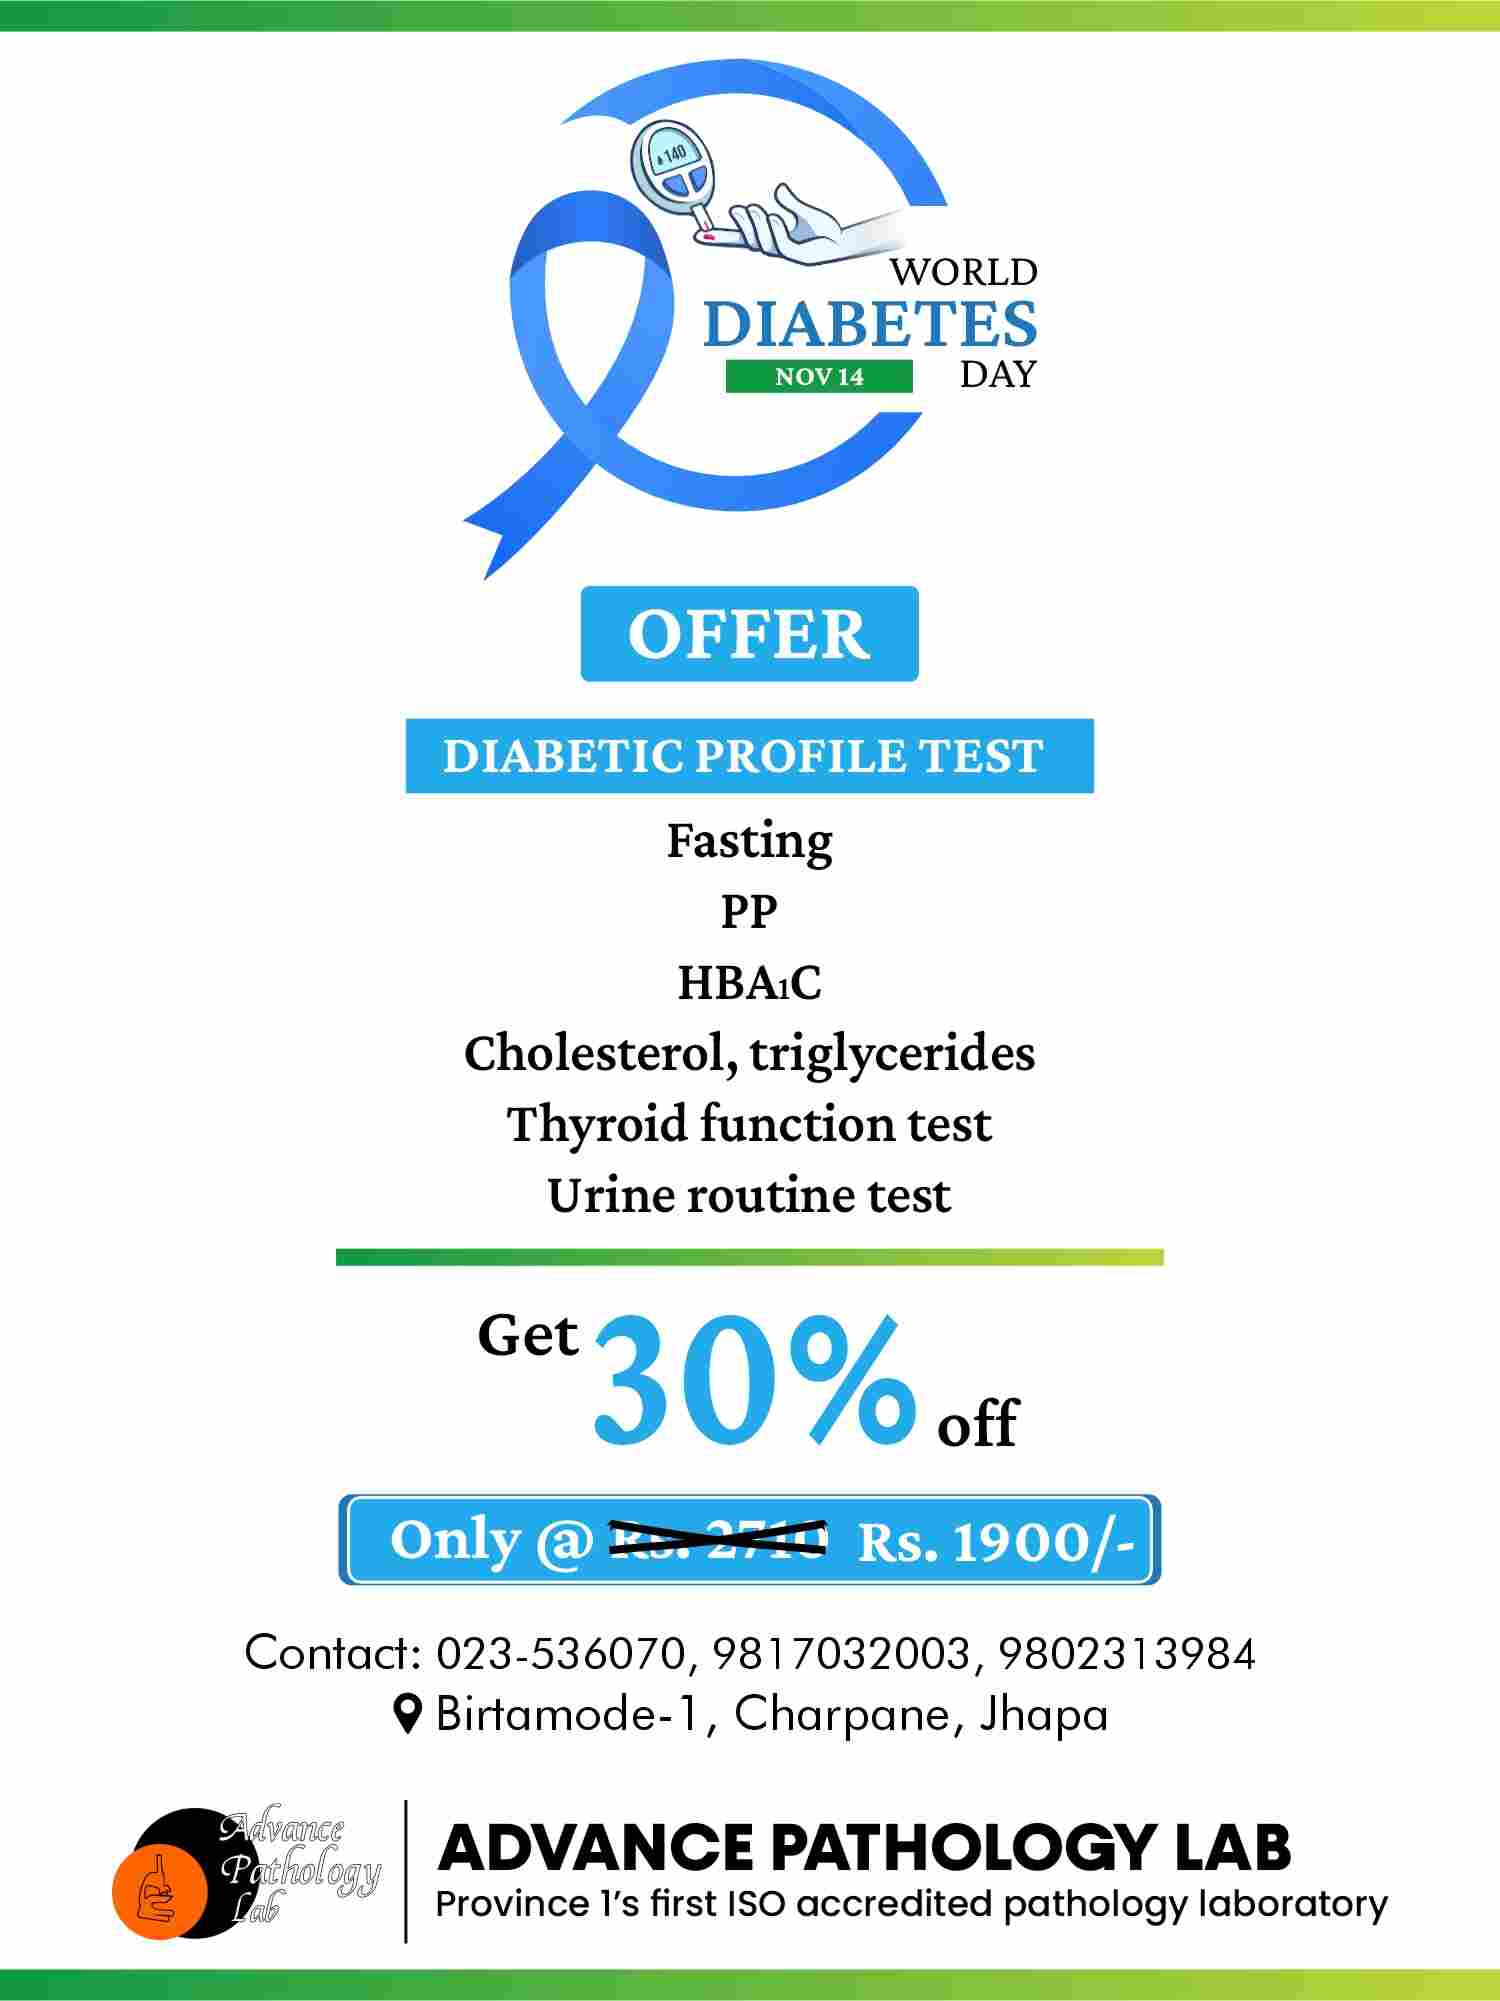 140
WORLD
DIABETES
NOV 14
DAY
OFFER
DIABETIC PROFILE TEST
Fasting
PP
HBA₁C
Cholesterol, triglycerides
Thyroid function test
Urine routine test
Get 30% off
Only @ Rs. 2710 Rs. 1900/-
Contact: 023-536070, 9817032003, 9802313984
Birtamode-1, Charpane, Jhapa
Advance
Pathology
Lab
ADVANCE PATHOLOGY LAB
Province 1’s first ISO accredited pathology laboratory